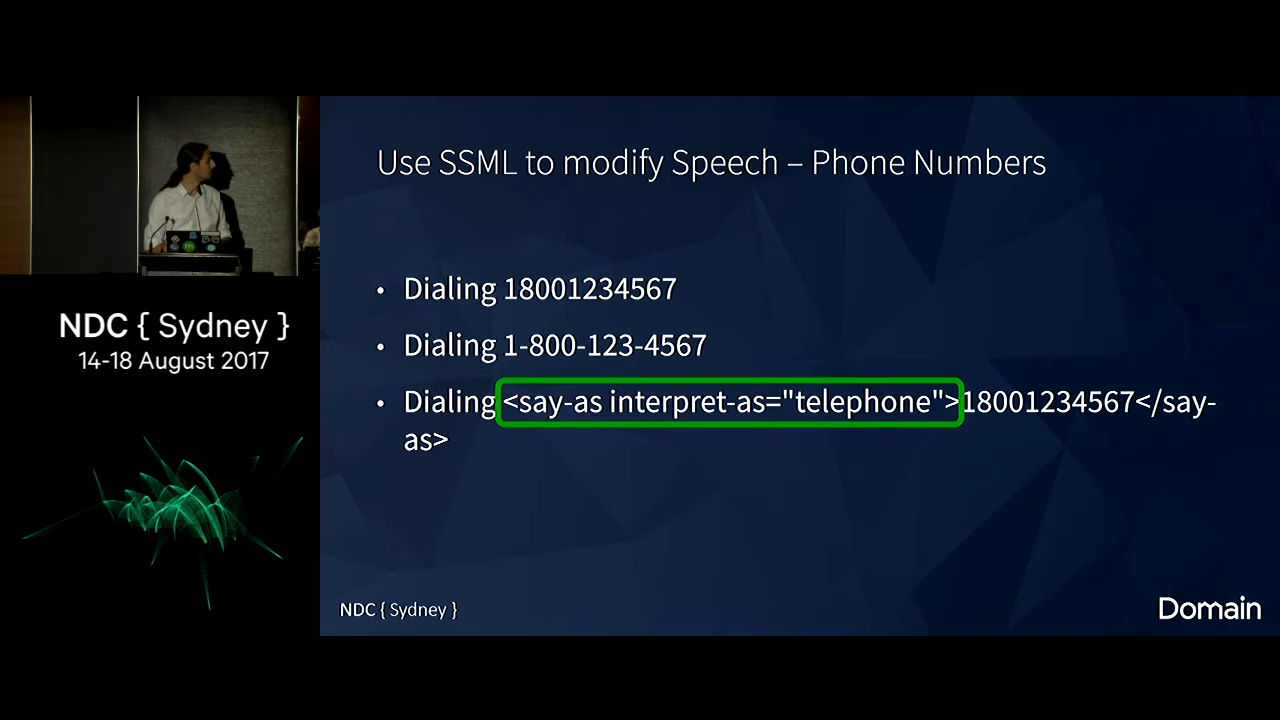 Use SSML to modify Speech – Phone Numbers
• Dialing 18001234567
• Dialing 1-800-123-4567
• Dialing <say-as interpret-as="telephone">18001234567</say-
as>
NDC { Sydney }
14-18 August 2017
NDC { Sydney }
Domain